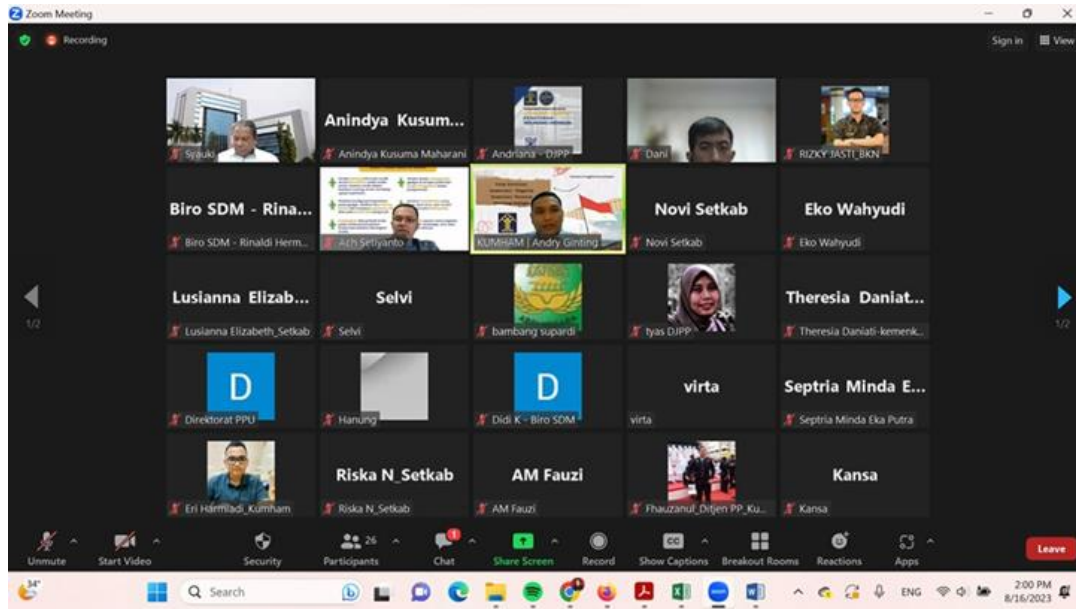 Zoom Meeting
Recording
Sign in
View
Syauki
Anindya Kusum...
Anindya Kusuma Maharani
Andriana - DJPP
Dani
RIZKY JASTI_BKN
Biro SDM - Rina...
Biro SDM - Rinaldi Herm...
Ach Setiyanto
KUMHAM | Andry Ginting
Novi Setkab
Novi Setkab
Eko Wahyudi
Eko Wahyudi
Lusianna Elizab...
Lusianna Elizabeth_Setkab
Selvi
Selvi
bambang supardi
tyas DJPP
Theresia Daniat...
Theresia Daniati-kemenk...
1/2
1/2
D
Direktorat PPU
Hanung
D
Didi K - Biro SDM
virta
virta
Septria Minda E...
Septria Minda Eka Putra
Eri Harmiadi_Kumham
Riska N_Setkab
Riska N_Setkab
AM Fauzi
AM Fauzi
Fhauzanul_Ditjen PP_Ku...
Kansa
Kansa
Unmute
Start Video
Security
26
Participants
1
Chat
Share Screen
Record
CC
Show Captions
Breakout Rooms
Reactions
Apps
Leave
34°
Search
ENG
2:00 PM
8/16/2023